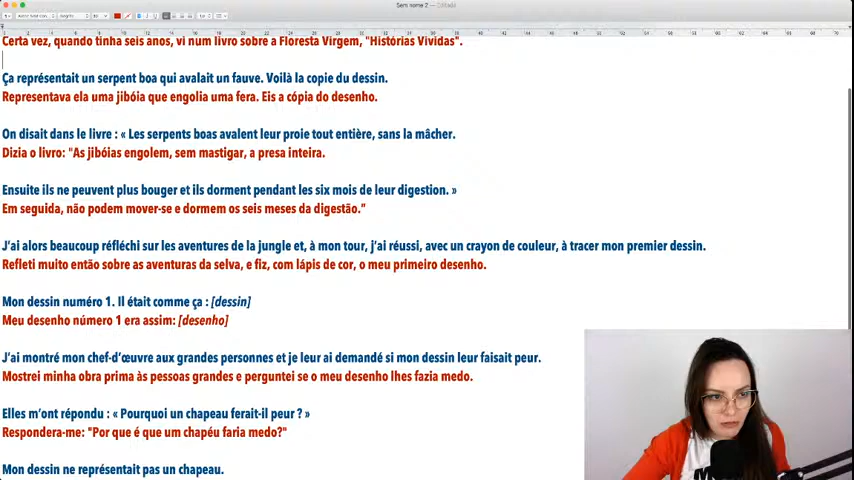 Sem nome 2 — Editado
Certa vez, quando tinha seis anos, vi num livro sobre a Floresta Virgem, "Histórias Vividas".
Ça représentait un serpent boa qui avalait un fauve. Voilà la copie du dessin.
Representava ela uma jibóia que engolia uma fera. Eis a cópia do desenho.
On disait dans le livre : « Les serpents boas avalent leur proie tout entière, sans la mâcher.
Dizia o livro: "As jibóias engolem, sem mastigar, a presa inteira.
Ensuite ils ne peuvent plus bouger et ils dorment pendant les six mois de leur digestion. »
Em seguida, não podem mover-se e dormem os seis meses da digestão."
J'ai alors beaucoup réfléchi sur les aventures de la jungle et, à mon tour, j'ai réussi, avec un crayon de couleur, à tracer mon premier dessin.
Refleti muito então sobre as aventuras da selva, e fiz, com lápis de cor, o meu primeiro desenho.
Mon dessin numéro 1. Il était comme ça : [dessin]
Meu desenho número 1 era assim: [desenho]
J'ai montré mon chef-d'œuvre aux grandes personnes et je leur ai demandé si mon dessin leur faisait peur.
Mostrei minha obra prima às pessoas grandes e perguntei se o meu desenho lhes fazia medo.
Elles m'ont répondu : « Pourquoi un chapeau ferait-il peur ? »
Respondera-me: "Por que é que um chapéu faria medo?"
Mon dessin ne représentait pas un chapeau.